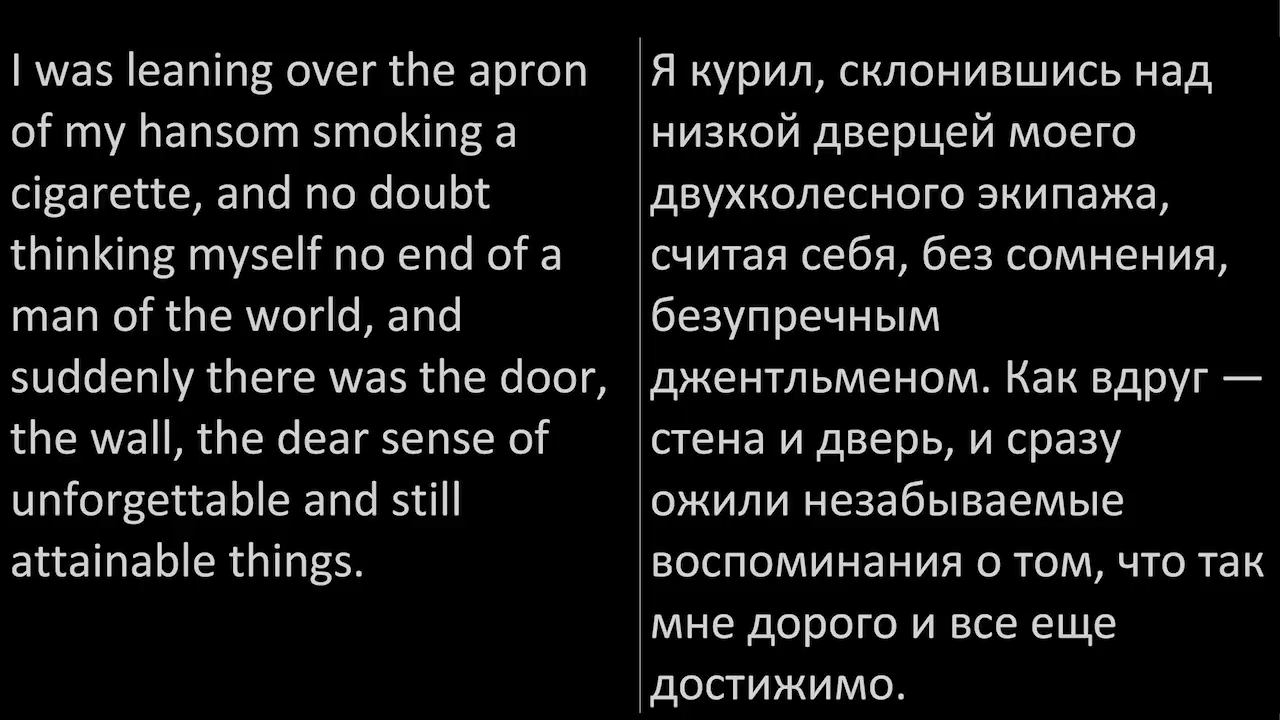 I was leaning over the apron
of my hansom smoking a
cigarette, and no doubt
thinking myself no end of a
man of the world, and
suddenly there was the door,
the wall, the dear sense of
unforgettable and still
attainable things.
Я курил, склонившись над
низкой дверцей моего
двухколесного экипажа,
считая себя, без сомнения,
безупречным
джентльменом. Как вдруг —
стена и дверь, и сразу
ожили незабываемые
воспоминания о том, что так
мне дорого и все еще
достижимо.